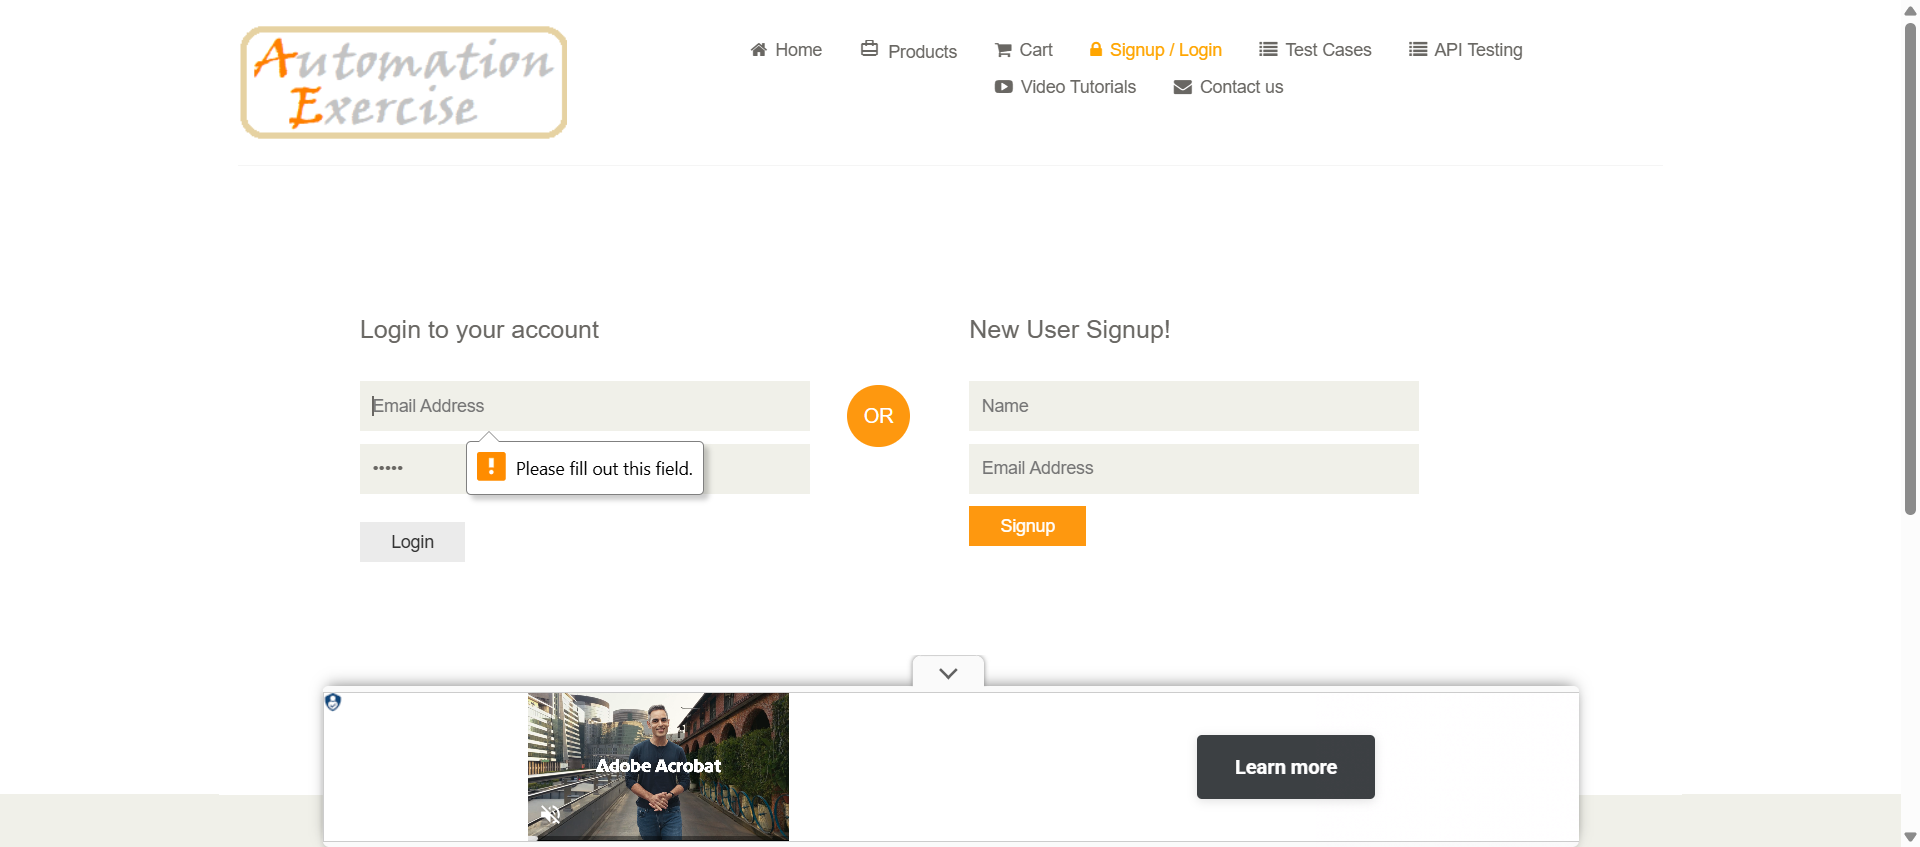 Automation
Exercise
Home
Products
Cart
Signup / Login
Test Cases
API Testing
Video Tutorials
Contact us
Login to your account
New User Signup!
Email Address
OR
Name
•••••
Please fill out this field.
Email Address
Login
Signup
Adobe Acrobat
Learn more